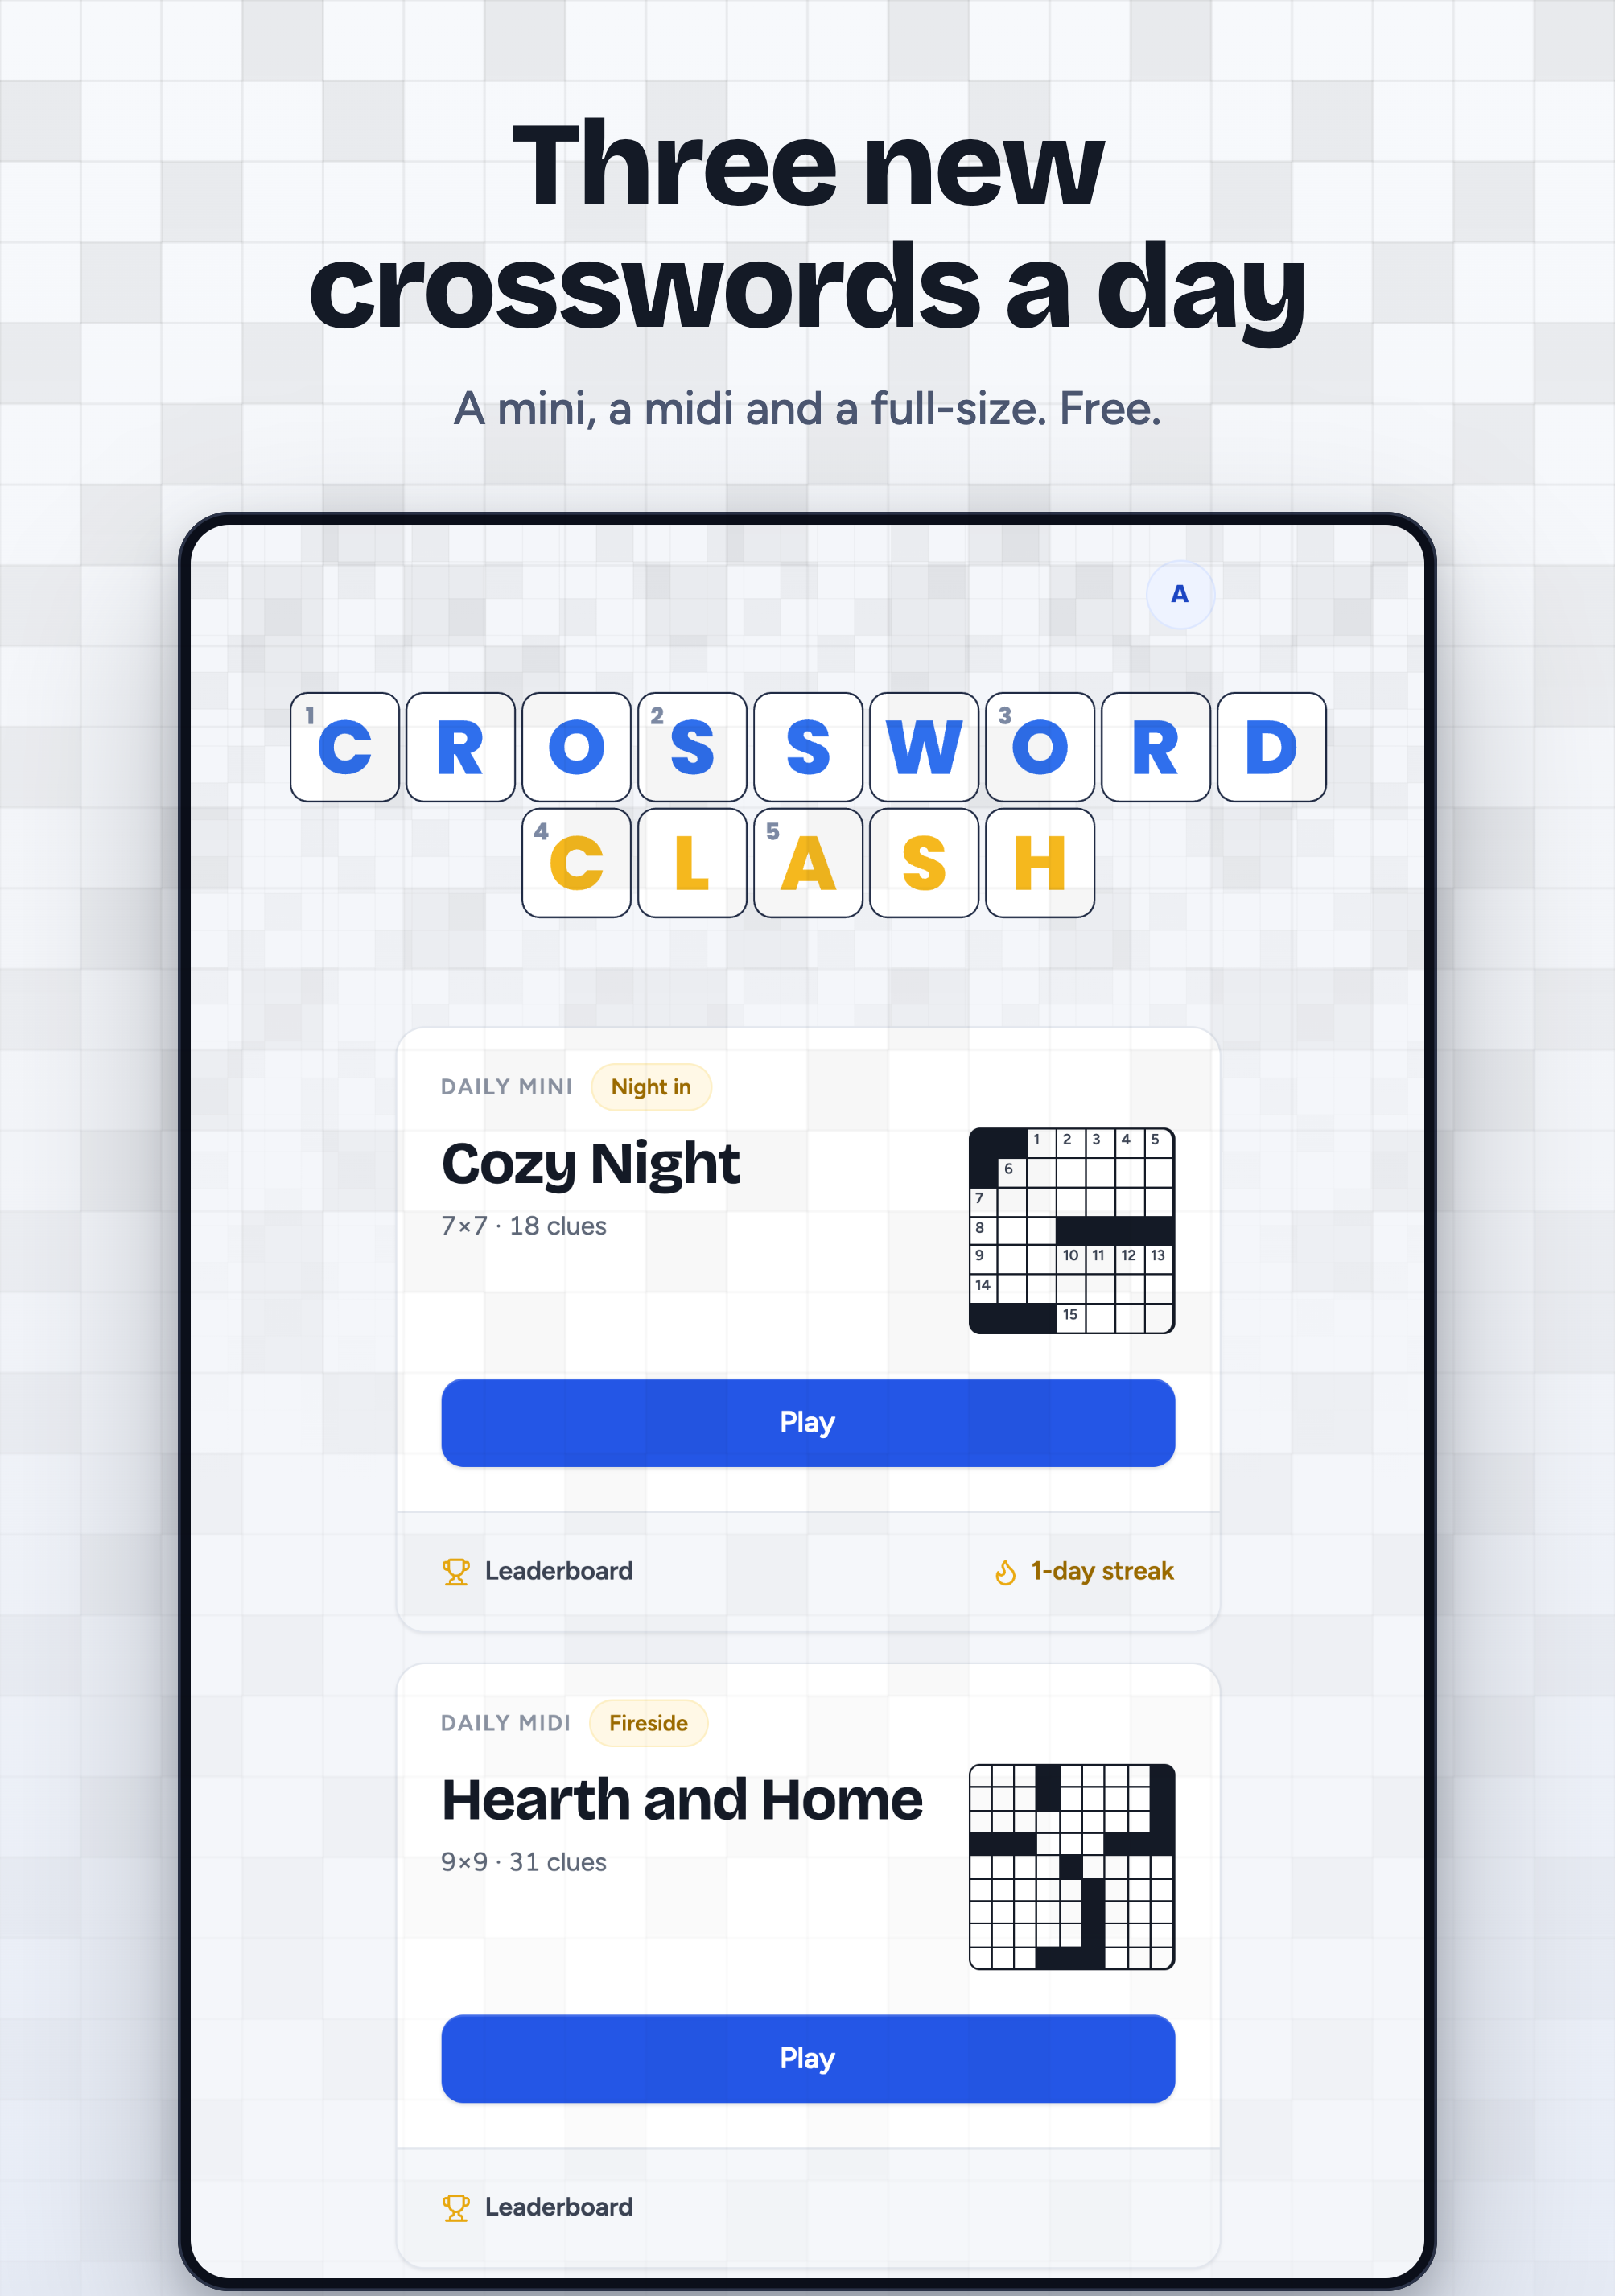 Three new
crosswords a day
A mini, a midi and a full-size. Free.
A
1 C R O 2 S S W 3 O R D
4 C L 5 A S H
DAILY MINI Night in
Cozy Night
7×7 · 18 clues
1 2 3 4 5
6
7
8
9 10 11 12 13
14
15
Play
Leaderboard 1-day streak
DAILY MIDI Fireside
Hearth and Home
9×9 · 31 clues
Play
Leaderboard